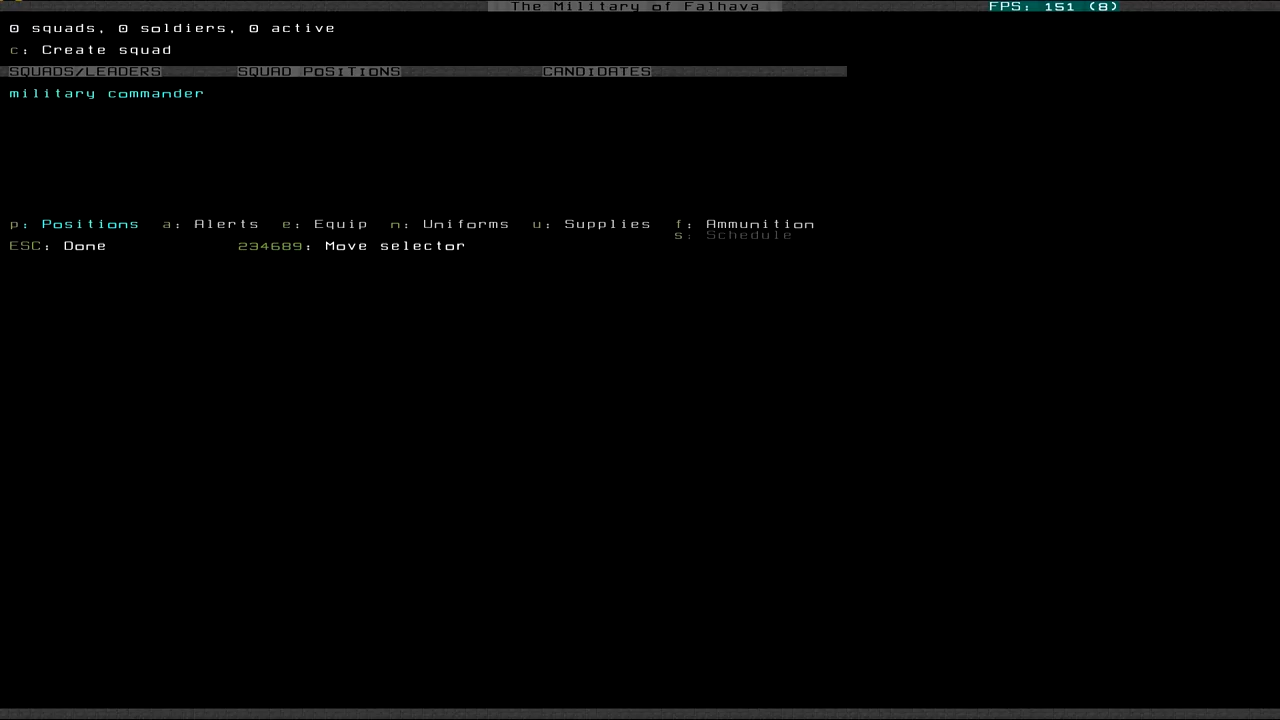 The Military of Falhava FPS: 151 (8)
0 squads, 0 soldiers, 0 active
c: Create squad
SQUADS/LEADERS SQUAD POSITIONS CANDIDATES
military commander
p: Positions a: Alerts e: Equip n: Uniforms u: Supplies f: Ammunition
s: Schedule
ESC: Done 234689: Move selector